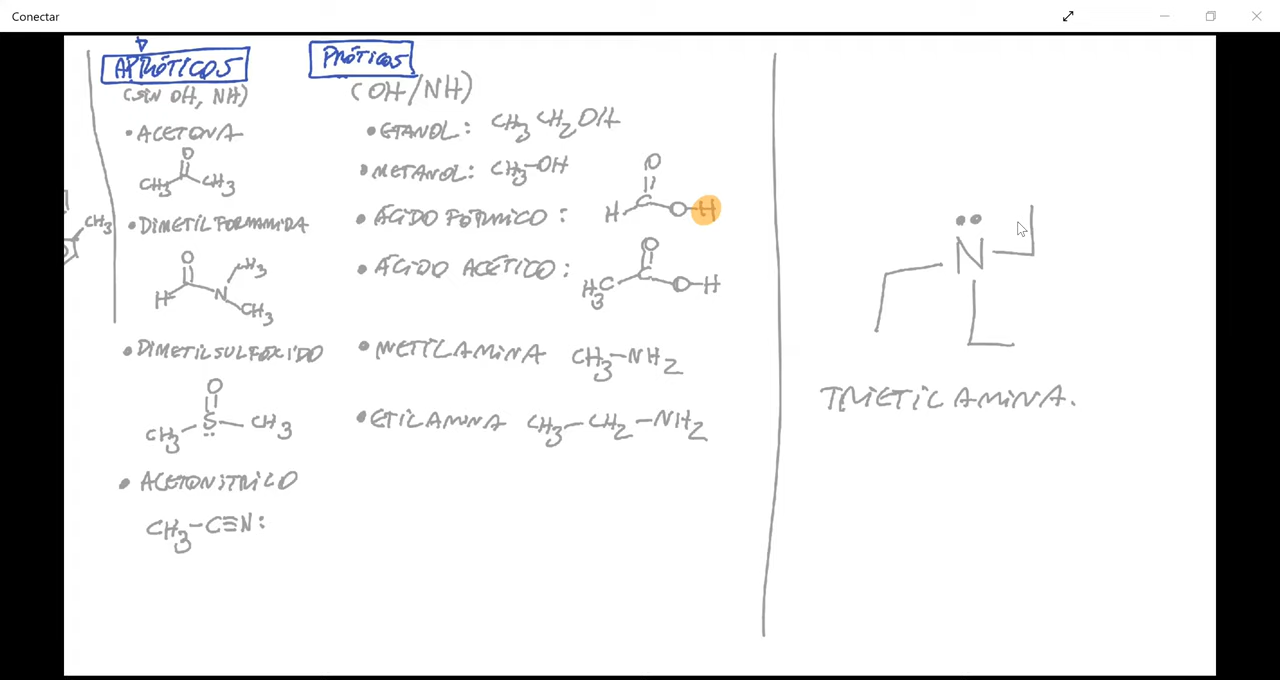 Conectar
APRÓTICOS
(SIN OH, NH)
• ACETONA
O
CH3 CH3
• DIMETILFORMAMIDA
O
CH3
H N
CH3
• DIMETILSULFÓXIDO
O
CH3 S CH3
• ACETONITRICO
CH3-C≡N:
CH3
PRÓTICOS
(OH/NH)
• ETANOL: CH3 CH2 OH
• METANOL: CH3-OH
• ÁCIDO FÓRMICO:
O
H C O-H
• ÁCIDO ACÉTICO:
O
H3C C O-H
• METILAMINA CH3-NH2
• ETILAMINA CH3-CH2-NH2
N
TRIETILAMINA.